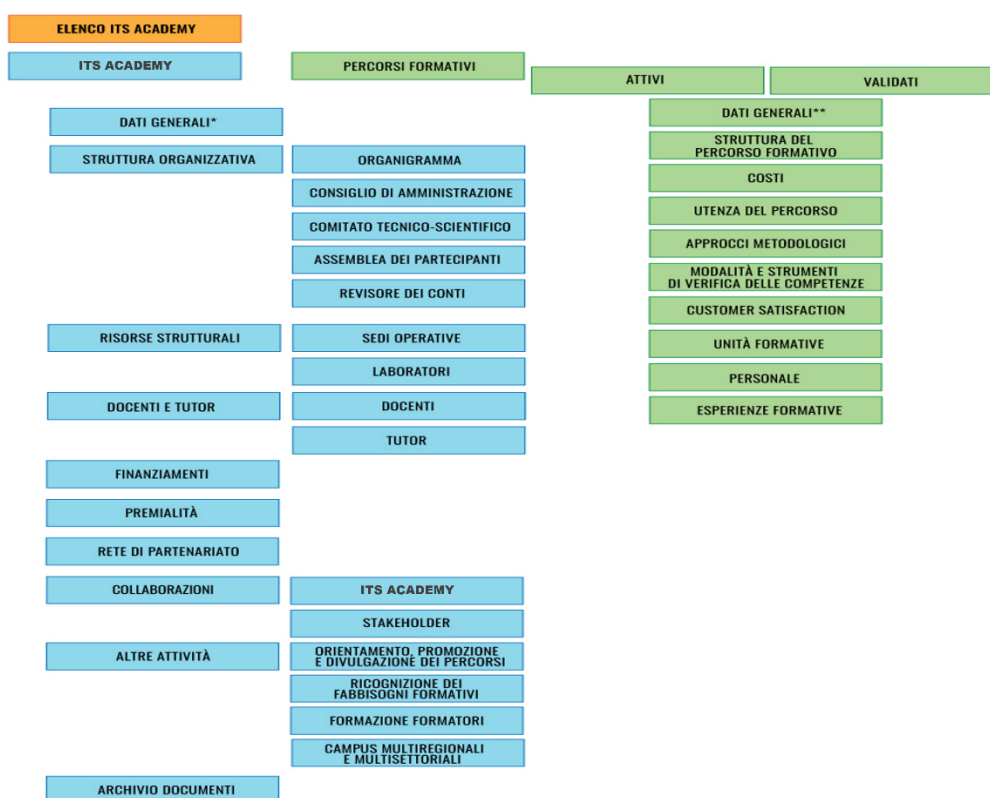 ELENCO ITS ACADEMY
ITS ACADEMY
PERCORSI FORMATIVI
ATTIVI
VALIDATI
DATI GENERALI*
STRUTTURA ORGANIZZATIVA
ORGANIGRAMMA
CONSIGLIO DI AMMINISTRAZIONE
COMITATO TECNICO-SCIENTIFICO
ASSEMBLEA DEI PARTECIPANTI
REVISORE DEI CONTI
RISORSE STRUTTURALI
SEDI OPERATIVE
LABORATORI
DOCENTI E TUTOR
DOCENTI
TUTOR
FINANZIAMENTI
PREMIALITÀ
RETE DI PARTENARIATO
COLLABORAZIONI
ITS ACADEMY
STAKEHOLDER
ALTRE ATTIVITÀ
ORIENTAMENTO, PROMOZIONE
E DIVULGAZIONE DEI PERCORSI
RICOGNIZIONE DEI
FABBISOGNI FORMATIVI
FORMAZIONE FORMATORI
CAMPUS MULTIREGIONALI
E MULTISETTORIALI
ARCHIVIO DOCUMENTI
DATI GENERALI**
STRUTTURA DEL
PERCORSO FORMATIVO
COSTI
UTENZA DEL PERCORSO
APPROCCI METODOLOGICI
MODALITÀ E STRUMENTI
DI VERIFICA DELLE COMPETENZE
CUSTOMER SATISFACTION
UNITÀ FORMATIVE
PERSONALE
ESPERIENZE FORMATIVE